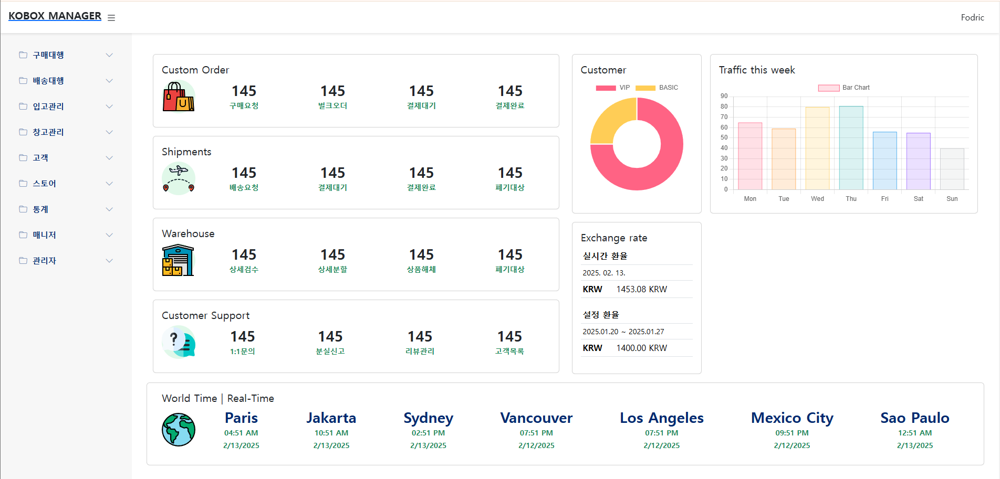 KOBOX MANAGER
Fodric
구매대행
배송대행
입고관리
창고관리
고객
스토어
통계
매니저
관리자
Custom Order
145 145 145 145
구매요청 벌크오더 결제대기 결제완료
Shipments
145 145 145 145
배송요청 결제대기 결제완료 폐기대상
Warehouse
145 145 145 145
상세검수 상세분할 상품해체 폐기대상
Customer Support
?
145 145 145 145
1:1문의 분실신고 리뷰관리 고객목록
Customer
VIP BASIC
Traffic this week
Bar Chart
90
80
70
60
50
40
30
20
10
0
Mon Tue Wed Thu Fri Sat Sun
Exchange rate
실시간 환율
2025. 02. 13.
KRW 1453.08 KRW
설정 환율
2025.01.20 ~ 2025.01.27
KRW 1400.00 KRW
World Time | Real-Time
Paris Jakarta Sydney Vancouver Los Angeles Mexico City Sao Paulo
04:51 AM 10:51 AM 02:51 PM 07:51 PM 07:51 PM 09:51 PM 12:51 AM
2/13/2025 2/13/2025 2/13/2025 2/12/2025 2/12/2025 2/12/2025 2/13/2025